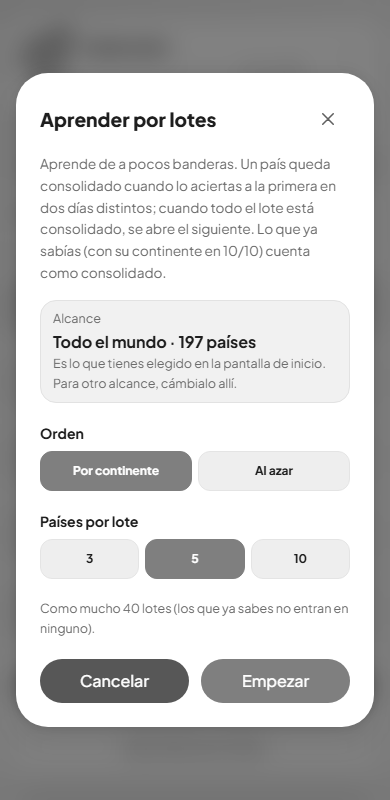 Aprender por lotes
Aprende de a pocos banderas. Un país queda
consolidado cuando lo aciertas a la primera en
dos días distintos; cuando todo el lote está
consolidado, se abre el siguiente. Lo que ya
sabías (con su continente en 10/10) cuenta
como consolidado.
Alcance
Todo el mundo · 197 países
Es lo que tienes elegido en la pantalla de inicio.
Para otro alcance, cámbialo allí.
Orden
Por continente
Al azar
Países por lote
3
5
10
Como mucho 40 lotes (los que ya sabes no entran en
ninguno).
Cancelar
Empezar